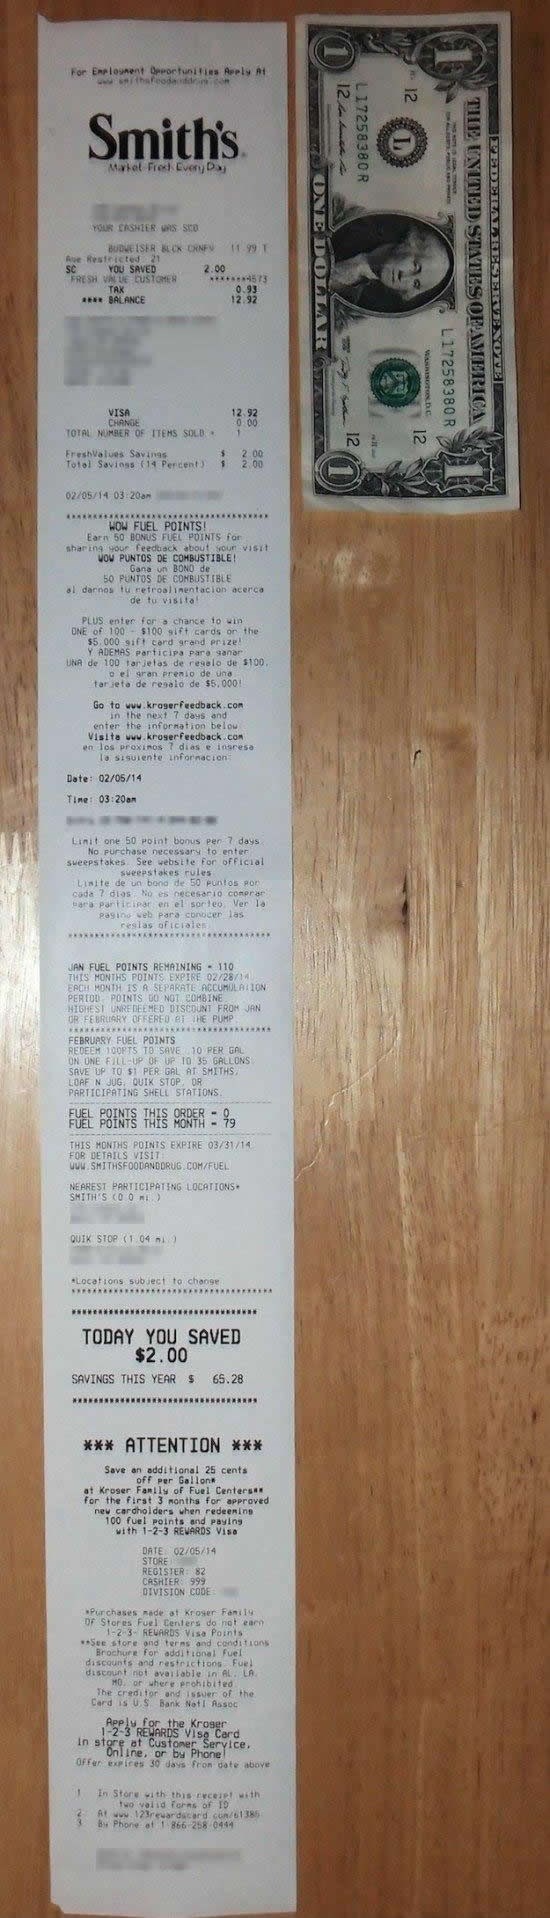 For Employment Opportunities Apply At
www.smithsfoodanddrug.com
Smith's
Market-Fresh Every Day
YOUR CASHIER WAS SCO
BUDWEISER BLCK CRNFV 11 99 T
Age Restricted: 21
SC YOU SAVED 2.00
FRESH VALUE CUSTOMER *******4573
TAX 0.93
**** BALANCE 12.92
VISA 12.92
CHANGE 0.00
TOTAL NUMBER OF ITEMS SOLD = 1
FreshValues Savings $ 2.00
Total Savings (14 Percent) $ 2.00
02/05/14 03:20am
WOW FUEL POINTS!
Earn 50 BONUS FUEL POINTS for
sharing your feedback about your visit
WOW PUNTOS DE COMBUSTIBLE!
Gana un BONO de
50 PUNTOS DE COMBUSTIBLE
al darnos tu retroalimentacion acerca
de tu visita!
PLUS enter for a chance to win
ONE of 100 - $100 gift cards or the
$5,000 gift card grand prize!
Y ADEMAS participa para ganar
UNA de 100 tarjetas de regalo de $100,
o el gran premio de una
tarjeta de regalo de $5,000!
Go to www.krogerfeedback.com
in the next 7 days and
enter the information below
Visita www.krogerfeedback.com
en los proximos 7 dias e ingresa
la siguiente informacion:
Date: 02/05/14
Time: 03:20am
Limit one 50 point bonus per 7 days.
No purchase necessary to enter
sweepstakes. See website for official
sweepstakes rules
Limite de un bono de 50 puntos por
cada 7 dias. No es necesario comprar
para participar en el sorteo. Ver la
pagina web para conocer las
reglas oficiales.
JAN FUEL POINTS REMAINING = 110
THIS MONTHS POINTS EXPIRE 02/28/14
EACH MONTH IS A SEPARATE ACCUMULATION
PERIOD. POINTS DO NOT COMBINE
HIGHEST UNREDEEMED DISCOUNT FROM JAN
OR FEBRUARY OFFERED AT THE PUMP
FEBRUARY FUEL POINTS
REDEEM 100PTS TO SAVE .10 PER GAL
ON ONE FILL-UP OF UP TO 35 GALLONS.
SAVE UP TO $1 PER GAL AT SMITHS,
LOAF N JUG, QUIK STOP, OR
PARTICIPATING SHELL STATIONS.
FUEL POINTS THIS ORDER = 0
FUEL POINTS THIS MONTH = 79
THIS MONTHS POINTS EXPIRE 03/31/14
FOR DETAILS VISIT:
WWW.SMITHSFOODANDDRUG.COM/FUEL
NEAREST PARTICIPATING LOCATIONS*
SMITH'S (0.0 mi.)
QUIK STOP (1.04 mi.)
*Locations subject to change
TODAY YOU SAVED
$2.00
SAVINGS THIS YEAR $ 65.28
*** ATTENTION ***
Save an additional 25 cents
off per Gallon*
at Kroger Family of Fuel Centers**
for the first 3 months for approved
new cardholders when redeeming
100 fuel points and paying
with 1-2-3 REWARDS Visa
DATE: 02/05/14
STORE:
REGISTER: 82
CASHIER: 999
DIVISION CODE:
*Purchases made at Kroger Family
Of Stores Fuel Centers do not earn
1-2-3- REWARDS Visa Points
**See store and terms and conditions
Brochure for additional fuel
discounts and restrictions. Fuel
discount not available in AL, LA,
MO, or where prohibited.
The creditor and issuer of the
Card is U.S. Bank Natl Assoc
Apply for the Kroger
1-2-3 REWARDS Visa Card
in store at Customer Service,
Online, or by Phone!
Offer expires 30 days from date above
1 In Store with this receipt with
two valid forms of ID
2 At www.123rewardscard.com/61386
3 By Phone at 1-866-258-0444
FEDERAL RESERVE NOTE
THE UNITED STATES OF AMERICA
L17258380R
12
L
WASHINGTON, D.C.
L17258380R
12
12
12
ONE DOLLAR
1
1
1
1